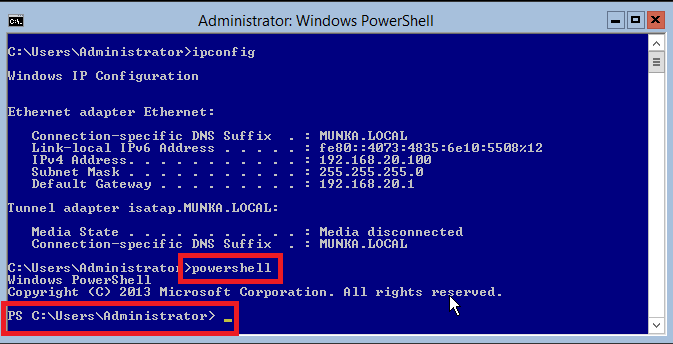 Administrator: Windows PowerShell
C:\Users\Administrator>ipconfig
Windows IP Configuration
Ethernet adapter Ethernet:
Connection-specific DNS Suffix . : MUNKA.LOCAL
Link-local IPv6 Address . . . . . : fe80::4073:4835:6e10:5508%12
IPv4 Address. . . . . . . . . . . : 192.168.20.100
Subnet Mask . . . . . . . . . . . : 255.255.255.0
Default Gateway . . . . . . . . . : 192.168.20.1
Tunnel adapter isatap.MUNKA.LOCAL:
Media State . . . . . . . . . . . : Media disconnected
Connection-specific DNS Suffix . : MUNKA.LOCAL
C:\Users\Administrator>powershell
Windows PowerShell
Copyright (C) 2013 Microsoft Corporation. All rights reserved.
PS C:\Users\Administrator> _